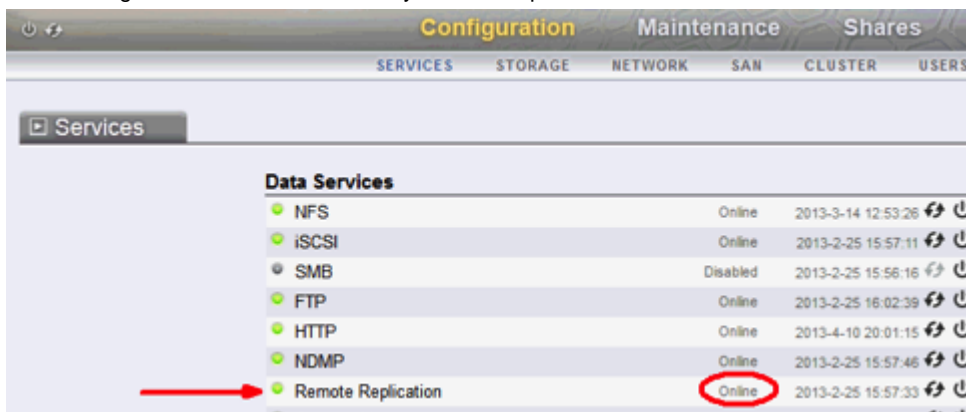 Configuration Maintenance Shares
SERVICES STORAGE NETWORK SAN CLUSTER USERS
Services
Data Services
NFS Online 2013-3-14 12:53:26
iSCSI Online 2013-2-25 15:57:11
SMB Disabled 2013-2-25 15:56:16
FTP Online 2013-2-25 16:02:39
HTTP Online 2013-4-10 20:01:15
NDMP Online 2013-2-25 15:57:46
Remote Replication Online 2013-2-25 15:57:33